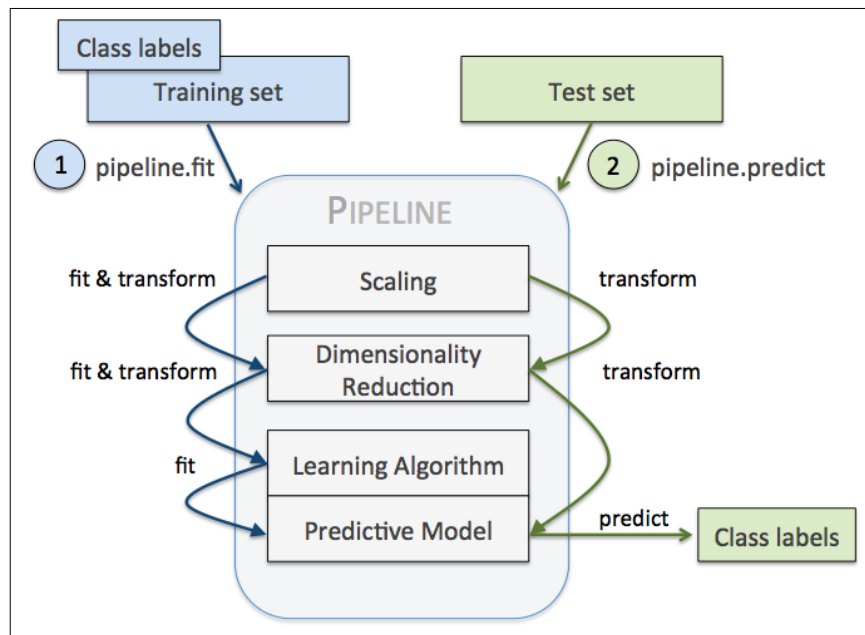 Class labels
Training set
Test set
1 pipeline.fit
2 pipeline.predict
PIPELINE
fit & transform
Scaling
transform
fit & transform
Dimensionality
Reduction
transform
fit
Learning Algorithm
Predictive Model
predict
Class labels